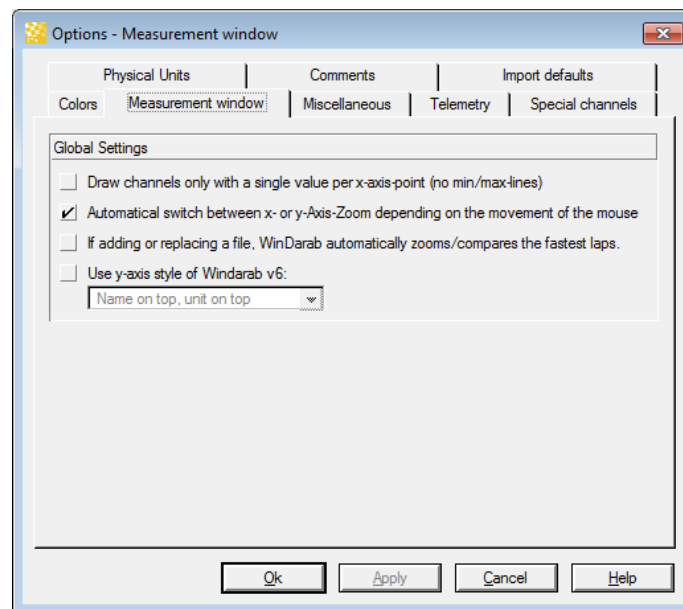 Options - Measurement window
Physical Units Comments Import defaults
Colors Measurement window Miscellaneous Telemetry Special channels
Global Settings
Draw channels only with a single value per x-axis-point (no min/max-lines)
Automatical switch between x- or y-Axis-Zoom depending on the movement of the mouse
If adding or replacing a file, WinDarab automatically zooms/compares the fastest laps.
Use y-axis style of Windarab v6:
Name on top, unit on top
Ok Apply Cancel Help